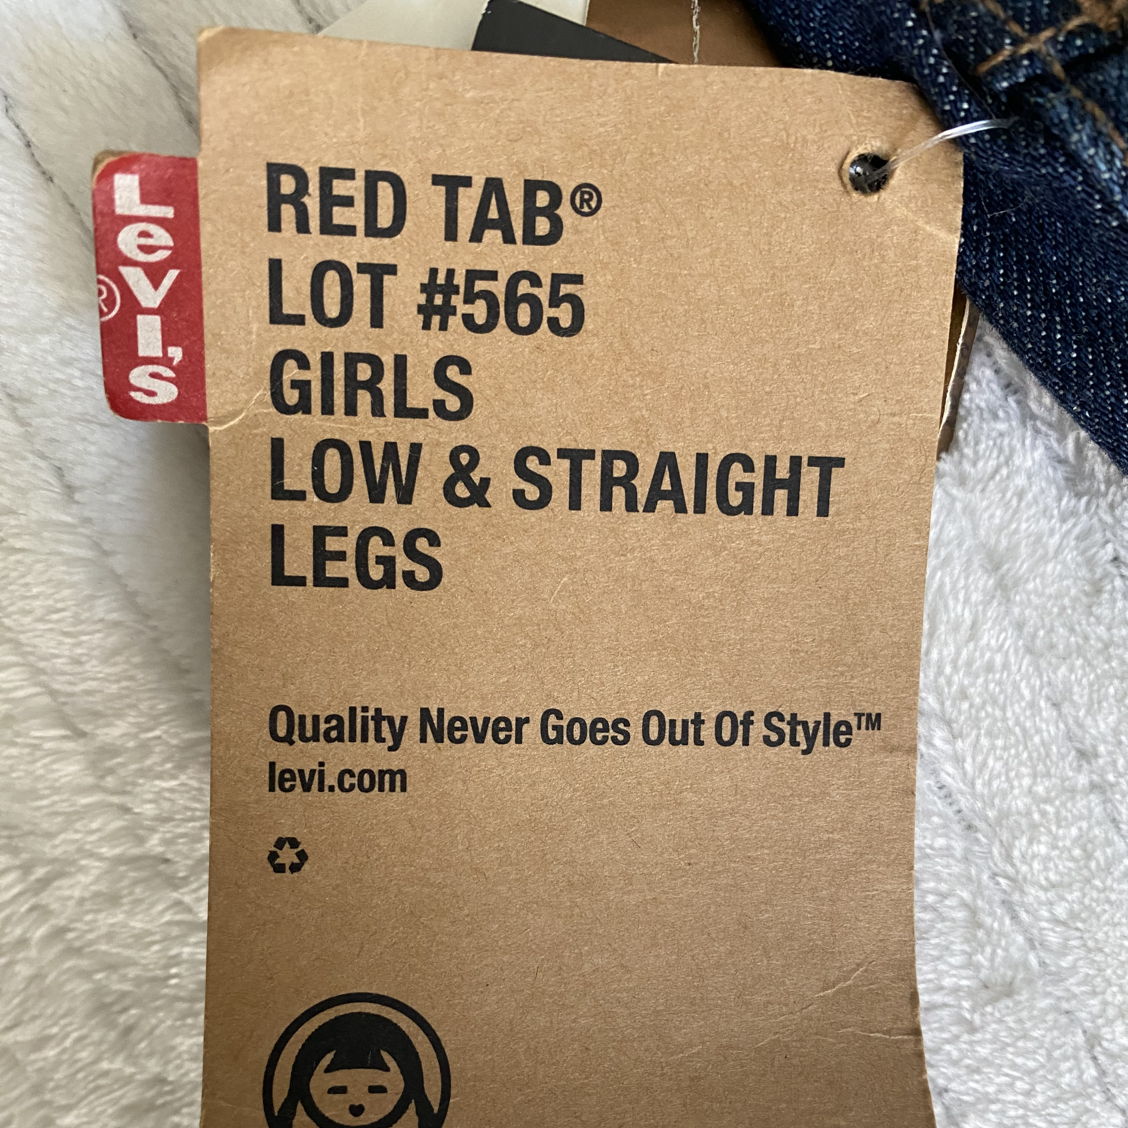 Levi's
®
RED TAB®
LOT #565
GIRLS
LOW & STRAIGHT
LEGS
Quality Never Goes Out Of Style™
levi.com